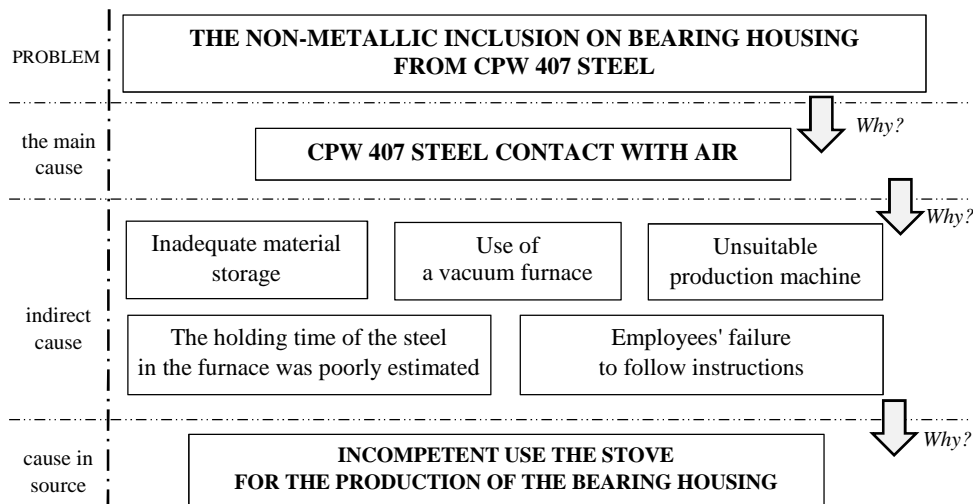 PROBLEM
THE NON-METALLIC INCLUSION ON BEARING HOUSING
FROM CPW 407 STEEL
Why?
the main
cause
CPW 407 STEEL CONTACT WITH AIR
Why?
indirect
cause
Inadequate material
storage
Use of
a vacuum furnace
Unsuitable
production machine
The holding time of the steel
in the furnace was poorly estimated
Employees' failure
to follow instructions
Why?
cause in
source
INCOMPETENT USE THE STOVE
FOR THE PRODUCTION OF THE BEARING HOUSING